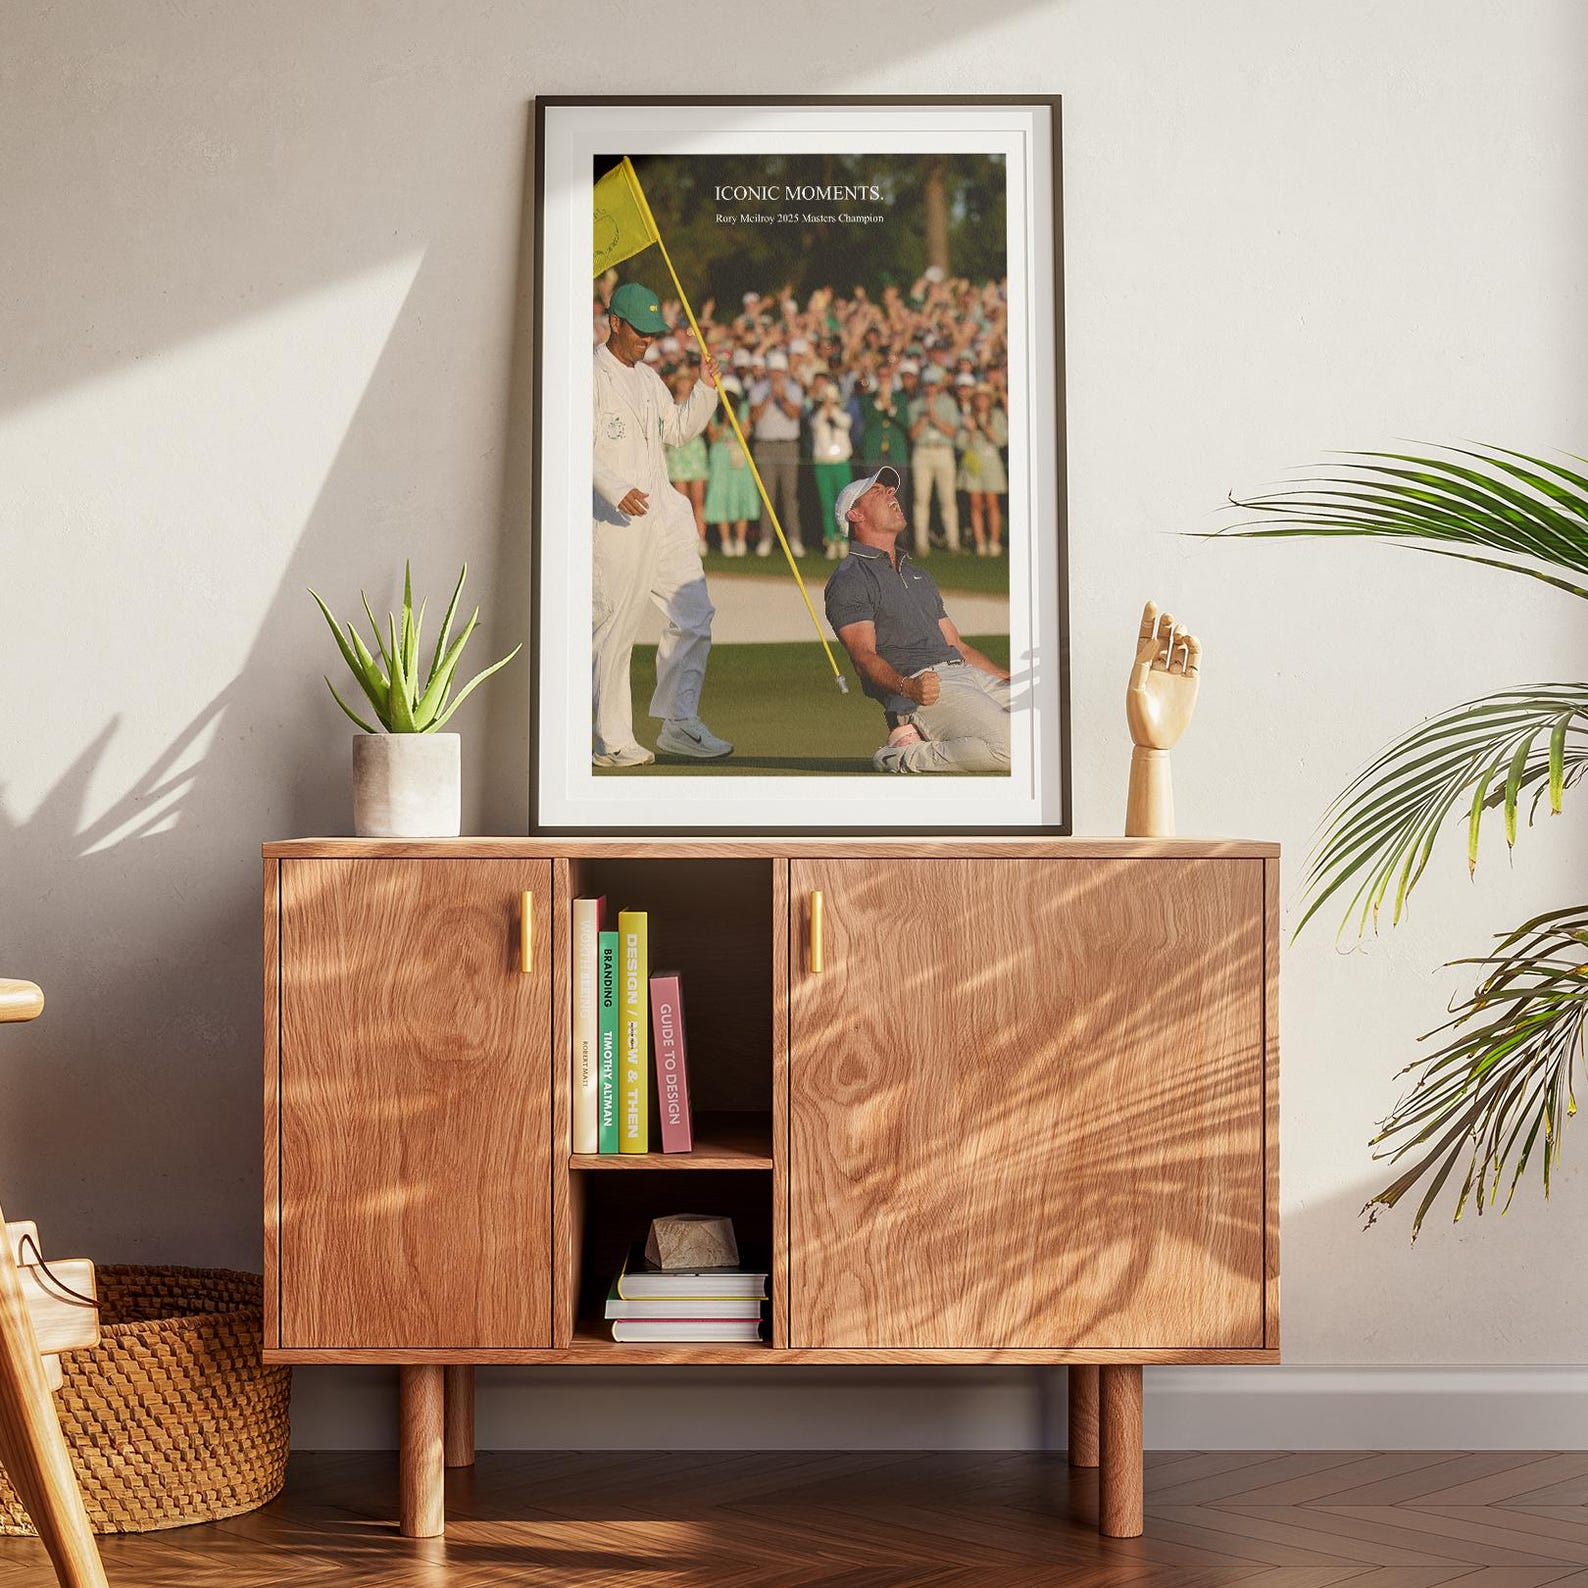 ICONIC MOMENTS.
Rory Mcilroy 2025 Masters Champion
WORTH SEEING
ROBERT MATT
BRANDING TIMOTHY ALTMAN
DESIGN / NOW & THEN
GUIDE TO DESIGN